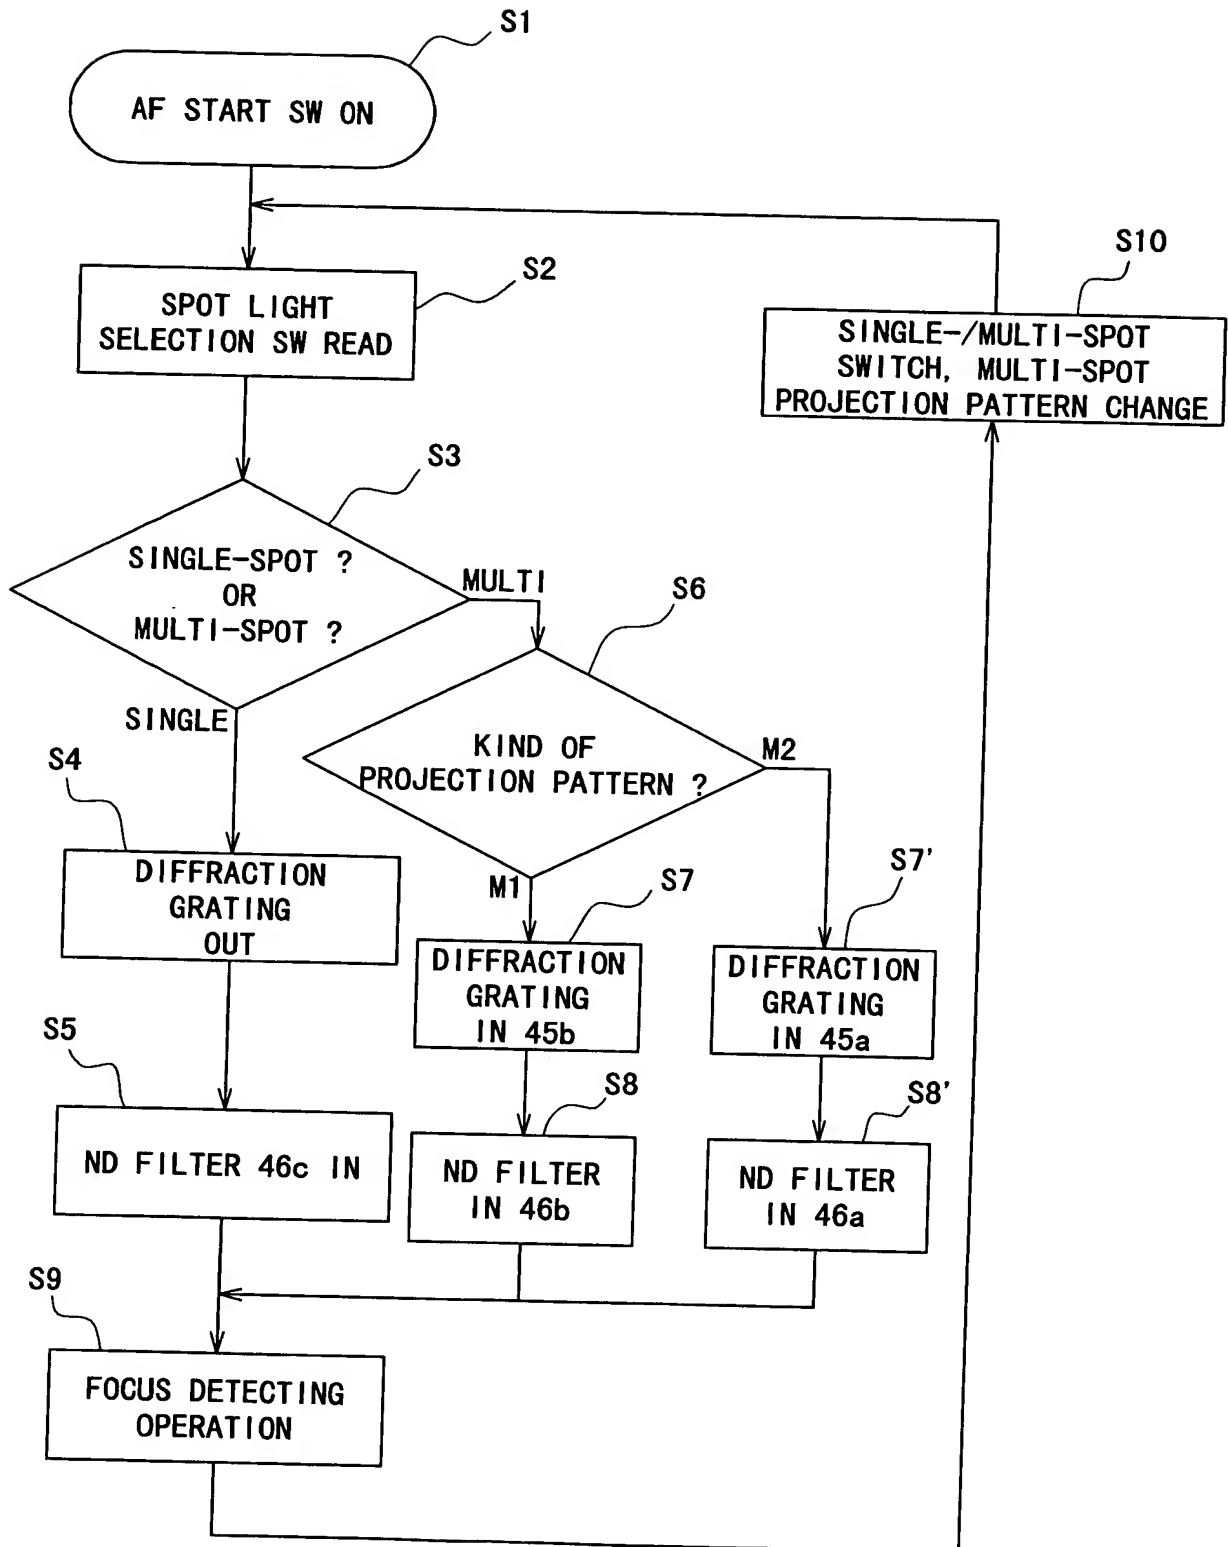 S1
AF START SW ON
S2
SPOT LIGHT
SELECTION SW READ
S10
SINGLE-/MULTI-SPOT
SWITCH, MULTI-SPOT
PROJECTION PATTERN CHANGE
S3
SINGLE-SPOT ?
OR
MULTI-SPOT ?
MULTI
SINGLE
S6
KIND OF
PROJECTION PATTERN ?
M2
M1
S4
DIFFRACTION
GRATING
OUT
S7
DIFFRACTION
GRATING
IN 45b
S7'
DIFFRACTION
GRATING
IN 45a
S5
ND FILTER 46c IN
S8
ND FILTER
IN 46b
S8'
ND FILTER
IN 46a
S9
FOCUS DETECTING
OPERATION